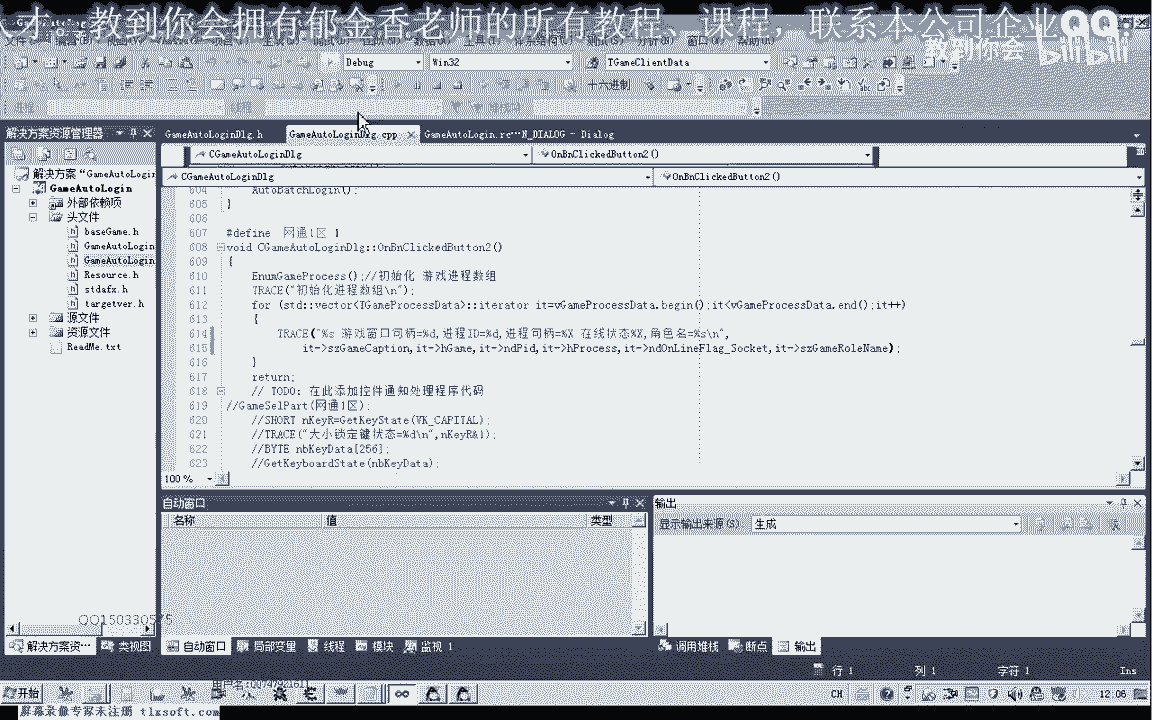 人才。教到你会拥有郁金香老师的所有教程、课程，联系本公司企业QQ:
教到你会 bilibili
Debug Win32 TGameClientData
十六进制
解决方案资源管理器
GameAutoLoginDlg.h GameAutoLoginDlg.cpp GameAutoLogin.rc…N_DIALOG - Dialog
CGameAutoLoginDlg OnBnClickedButton2()
CGameAutoLoginDlg OnBnClickedButton2()
解决方案"GameAutoLogin
GameAutoLogin
外部依赖项
头文件
baseGame.h
GameAutoLogin
GameAutoLogin
Resource.h
stdafx.h
targetver.h
源文件
资源文件
ReadMe.txt
604 AutoBatchLogin();
605 }
606
607 #define 网通1区 1
608 void CGameAutoLoginDlg::OnBnClickedButton2()
609 {
610 EnumGameProcess();//初始化 游戏进程数组
611 TRACE("初始化进程数组\n");
612 for (std::vector<TGameProcessData>::iterator it=vGameProcessData.begin();it<vGameProcessData.end();it++)
613 {
614 TRACE("%s 游戏窗口句柄=%d,进程ID=%d,进程句柄=%X 在线状态%X,角色名=%s\n",
615 it->szGameCaption,it->hGame,it->ndPid,it->hProcess,it->ndOnLineFlag_Socket,it->szGameRoleName);
616 }
617 return;
618 // TODO: 在此添加控件通知处理程序代码
619 //GameSelPart(网通1区);
620 //SHORT nKeyR=GetKeyState(VK_CAPITAL);
621 //TRACE("大小锁定键状态=%d\n",nKeyR&1);
622 //BYTE nbKeyData[256];
623 //GetKeyboardState(nbKeyData);
100 %
自动窗口
名称 值 类型
输出
显示输出来源(S): 生成
QQ150330575
解决方案资… 类视图 自动窗口 局部变量 线程 模块 监视 1
调用堆栈 断点 输出
行 1 列 1 字符 1 Ins
开始 CH 12:06
屏幕录像专家未注册 tlxsoft.com